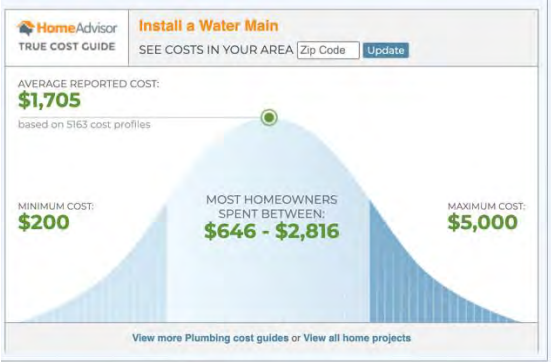 HomeAdvisor
TRUE COST GUIDE
Install a Water Main
SEE COSTS IN YOUR AREA Zip Code Update
AVERAGE REPORTED COST:
$1,705
based on 5163 cost profiles
MINIMUM COST:
$200
MOST HOMEOWNERS
SPENT BETWEEN:
$646 - $2,816
MAXIMUM COST:
$5,000
View more Plumbing cost guides or View all home projects